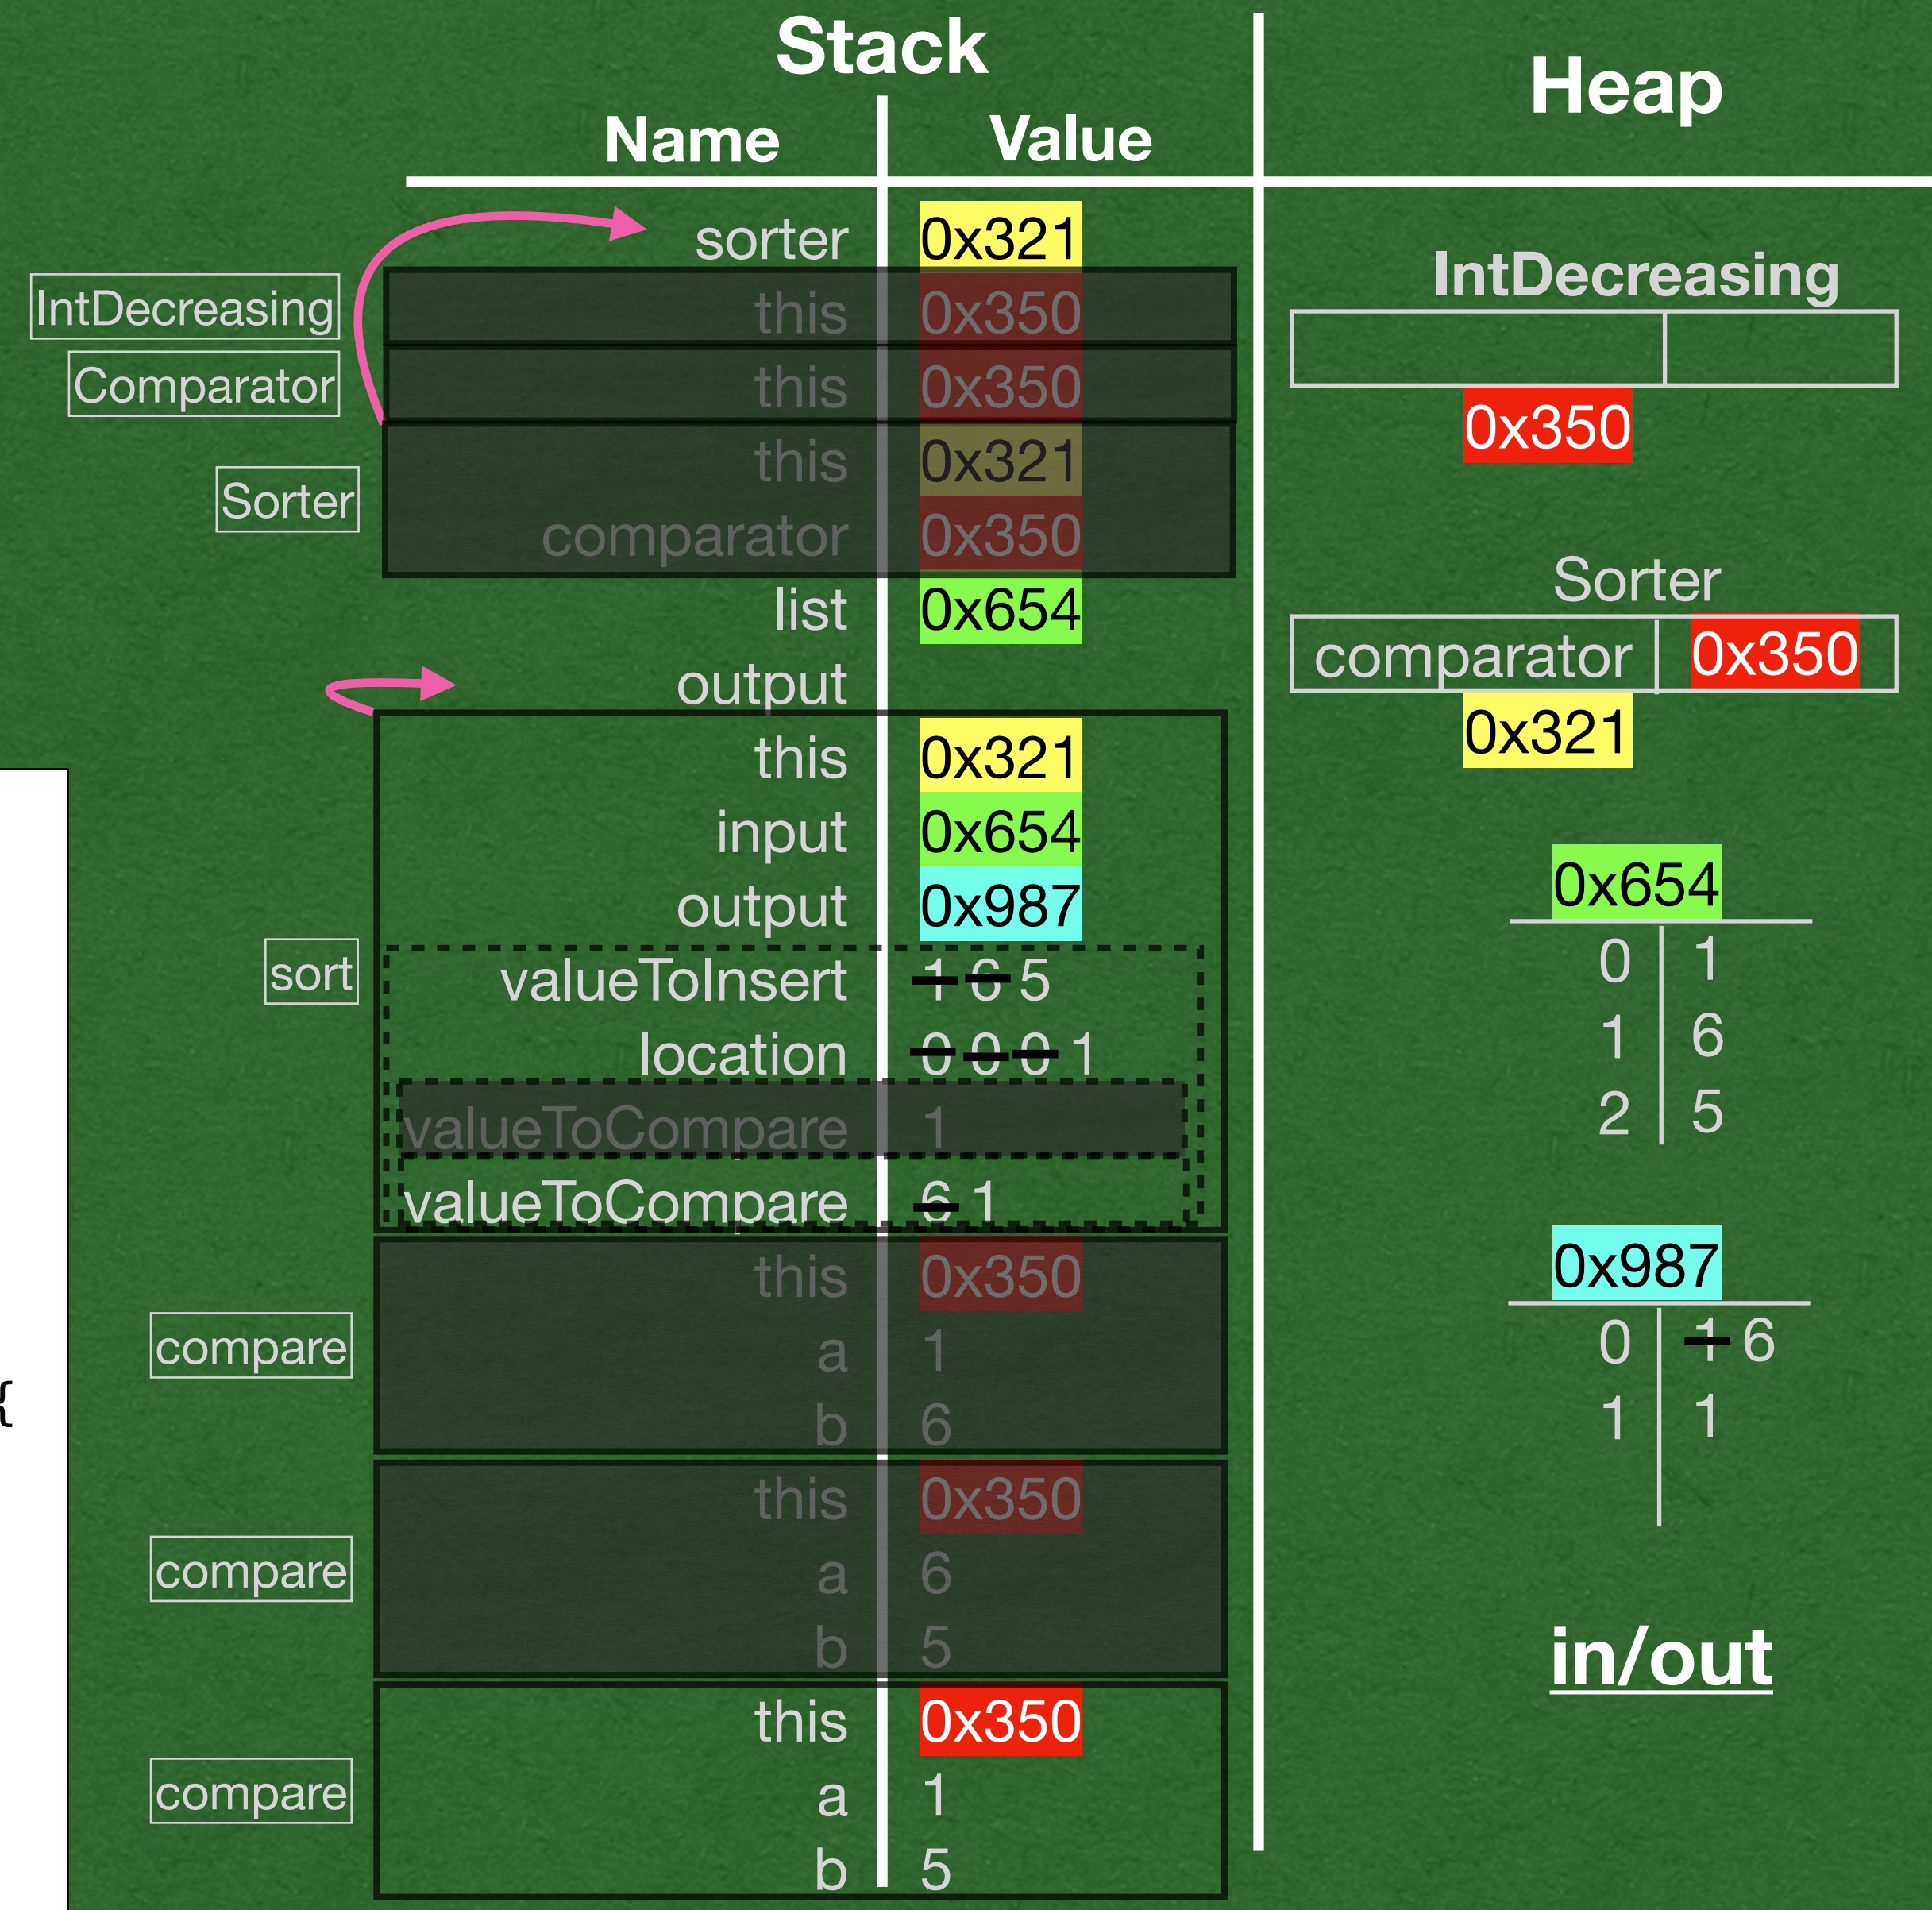 Stack
Heap
Name Value
sorter 0x321
IntDecreasing this 0x350
Comparator this 0x350
this 0x321
Sorter
comparator 0x350
list 0x654
output
this 0x321
input 0x654
output 0x987
sort valueToInsert 1 6 5
location 0 0 0 1
valueToCompare 1
valueToCompare 6 1
this 0x350
compare a 1
b 6
this 0x350
compare a 6
b 5
this 0x350
compare a 1
b 5
{
IntDecreasing
0x350
Sorter
comparator 0x350
0x321
0x654
0 1
1 6
2 5
0x987
0 1 6
1 1
in/out